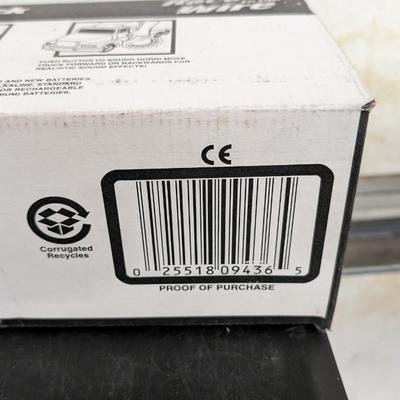 PUSH BUTTON TO SOUND HORN! MOVE
TRUCK FORWARD OR BACKWARDS FOR
REALISTIC SOUND EFFECTS!
AND NEW BATTERIES.
ALKALINE, STANDARD
OR RECHARGEABLE
BATTERIES.
CE
Corrugated
Recycles
0 25518 09436 5
PROOF OF PURCHASE